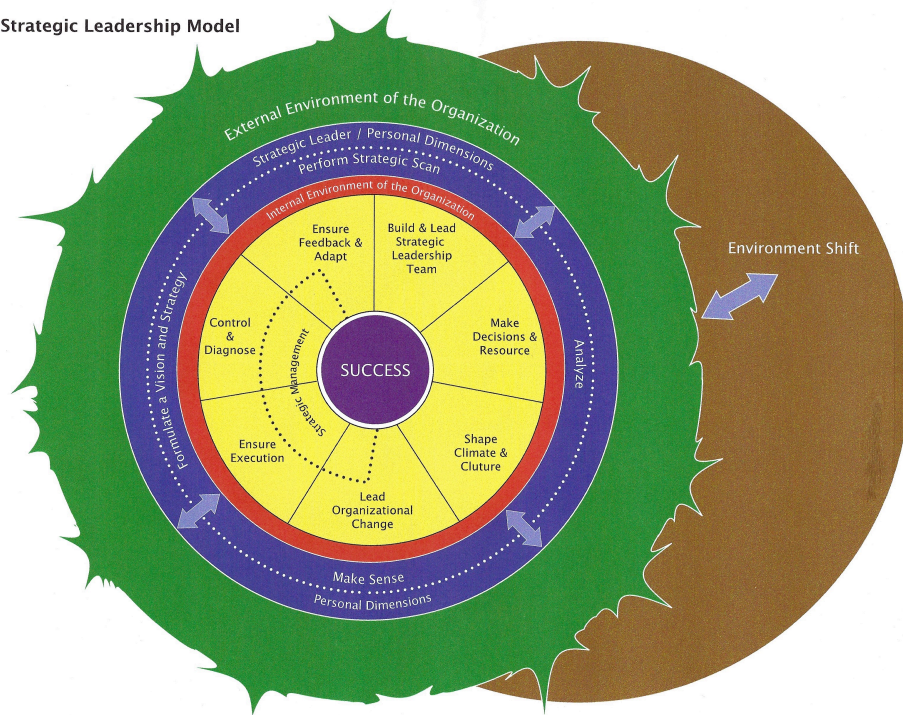 Strategic Leadership Model
External Environment of the Organization
Strategic Leader / Personal Dimensions
Perform Strategic Scan
Internal Environment of the Organization
Ensure
Feedback &
Adapt
Build & Lead
Strategic
Leadership
Team
Environment Shift
Control
&
Diagnose
Make
Decisions &
Resource
Formulate a Vision and Strategy
Strategic Management
SUCCESS
Analyze
Ensure
Execution
Shape
Climate &
Cluture
Lead
Organizational
Change
Make Sense
Personal Dimensions